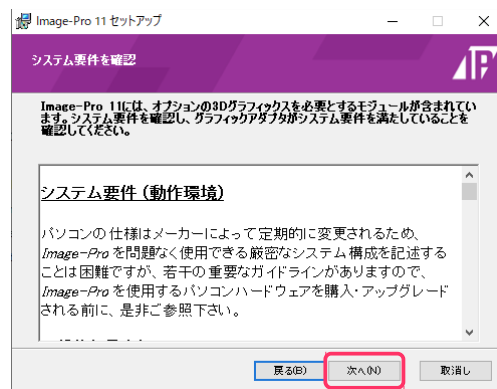 Image-Pro 11 セットアップ
システム要件を確認
Image-Pro 11には、オプションの3Dグラフィックスを必要とするモジュールが含まれてい
ます。システム要件を確認し、グラフィックアダプタがシステム要件を満たしていることを
確認してください。
システム要件（動作環境）
パソコンの仕様はメーカーによって定期的に変更されるため、
Image-Pro を問題なく使用できる厳密なシステム構成を記述する
ことは困難ですが、若干の重要なガイドラインがありますので、
Image-Pro を使用するパソコンハードウェアを購入・アップグレード
される前に、是非ご参照下さい。
戻る(B)
次へ(N)
取消し